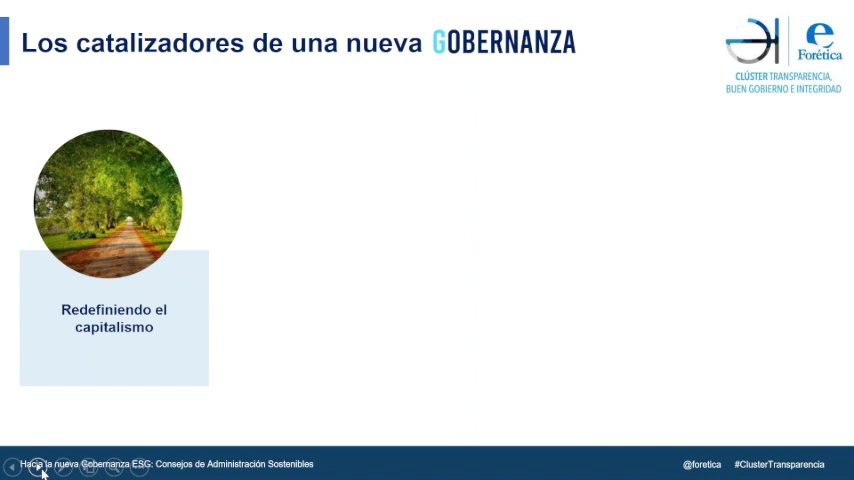 Los catalizadores de una nueva GOBERNANZA
e
Forética
CLÚSTER TRANSPARENCIA,
BUEN GOBIERNO E INTEGRIDAD
Redefiniendo el
capitalismo
Hacia la nueva Gobernanza ESG: Consejos de Administración Sostenibles
@foretica #ClusterTransparencia